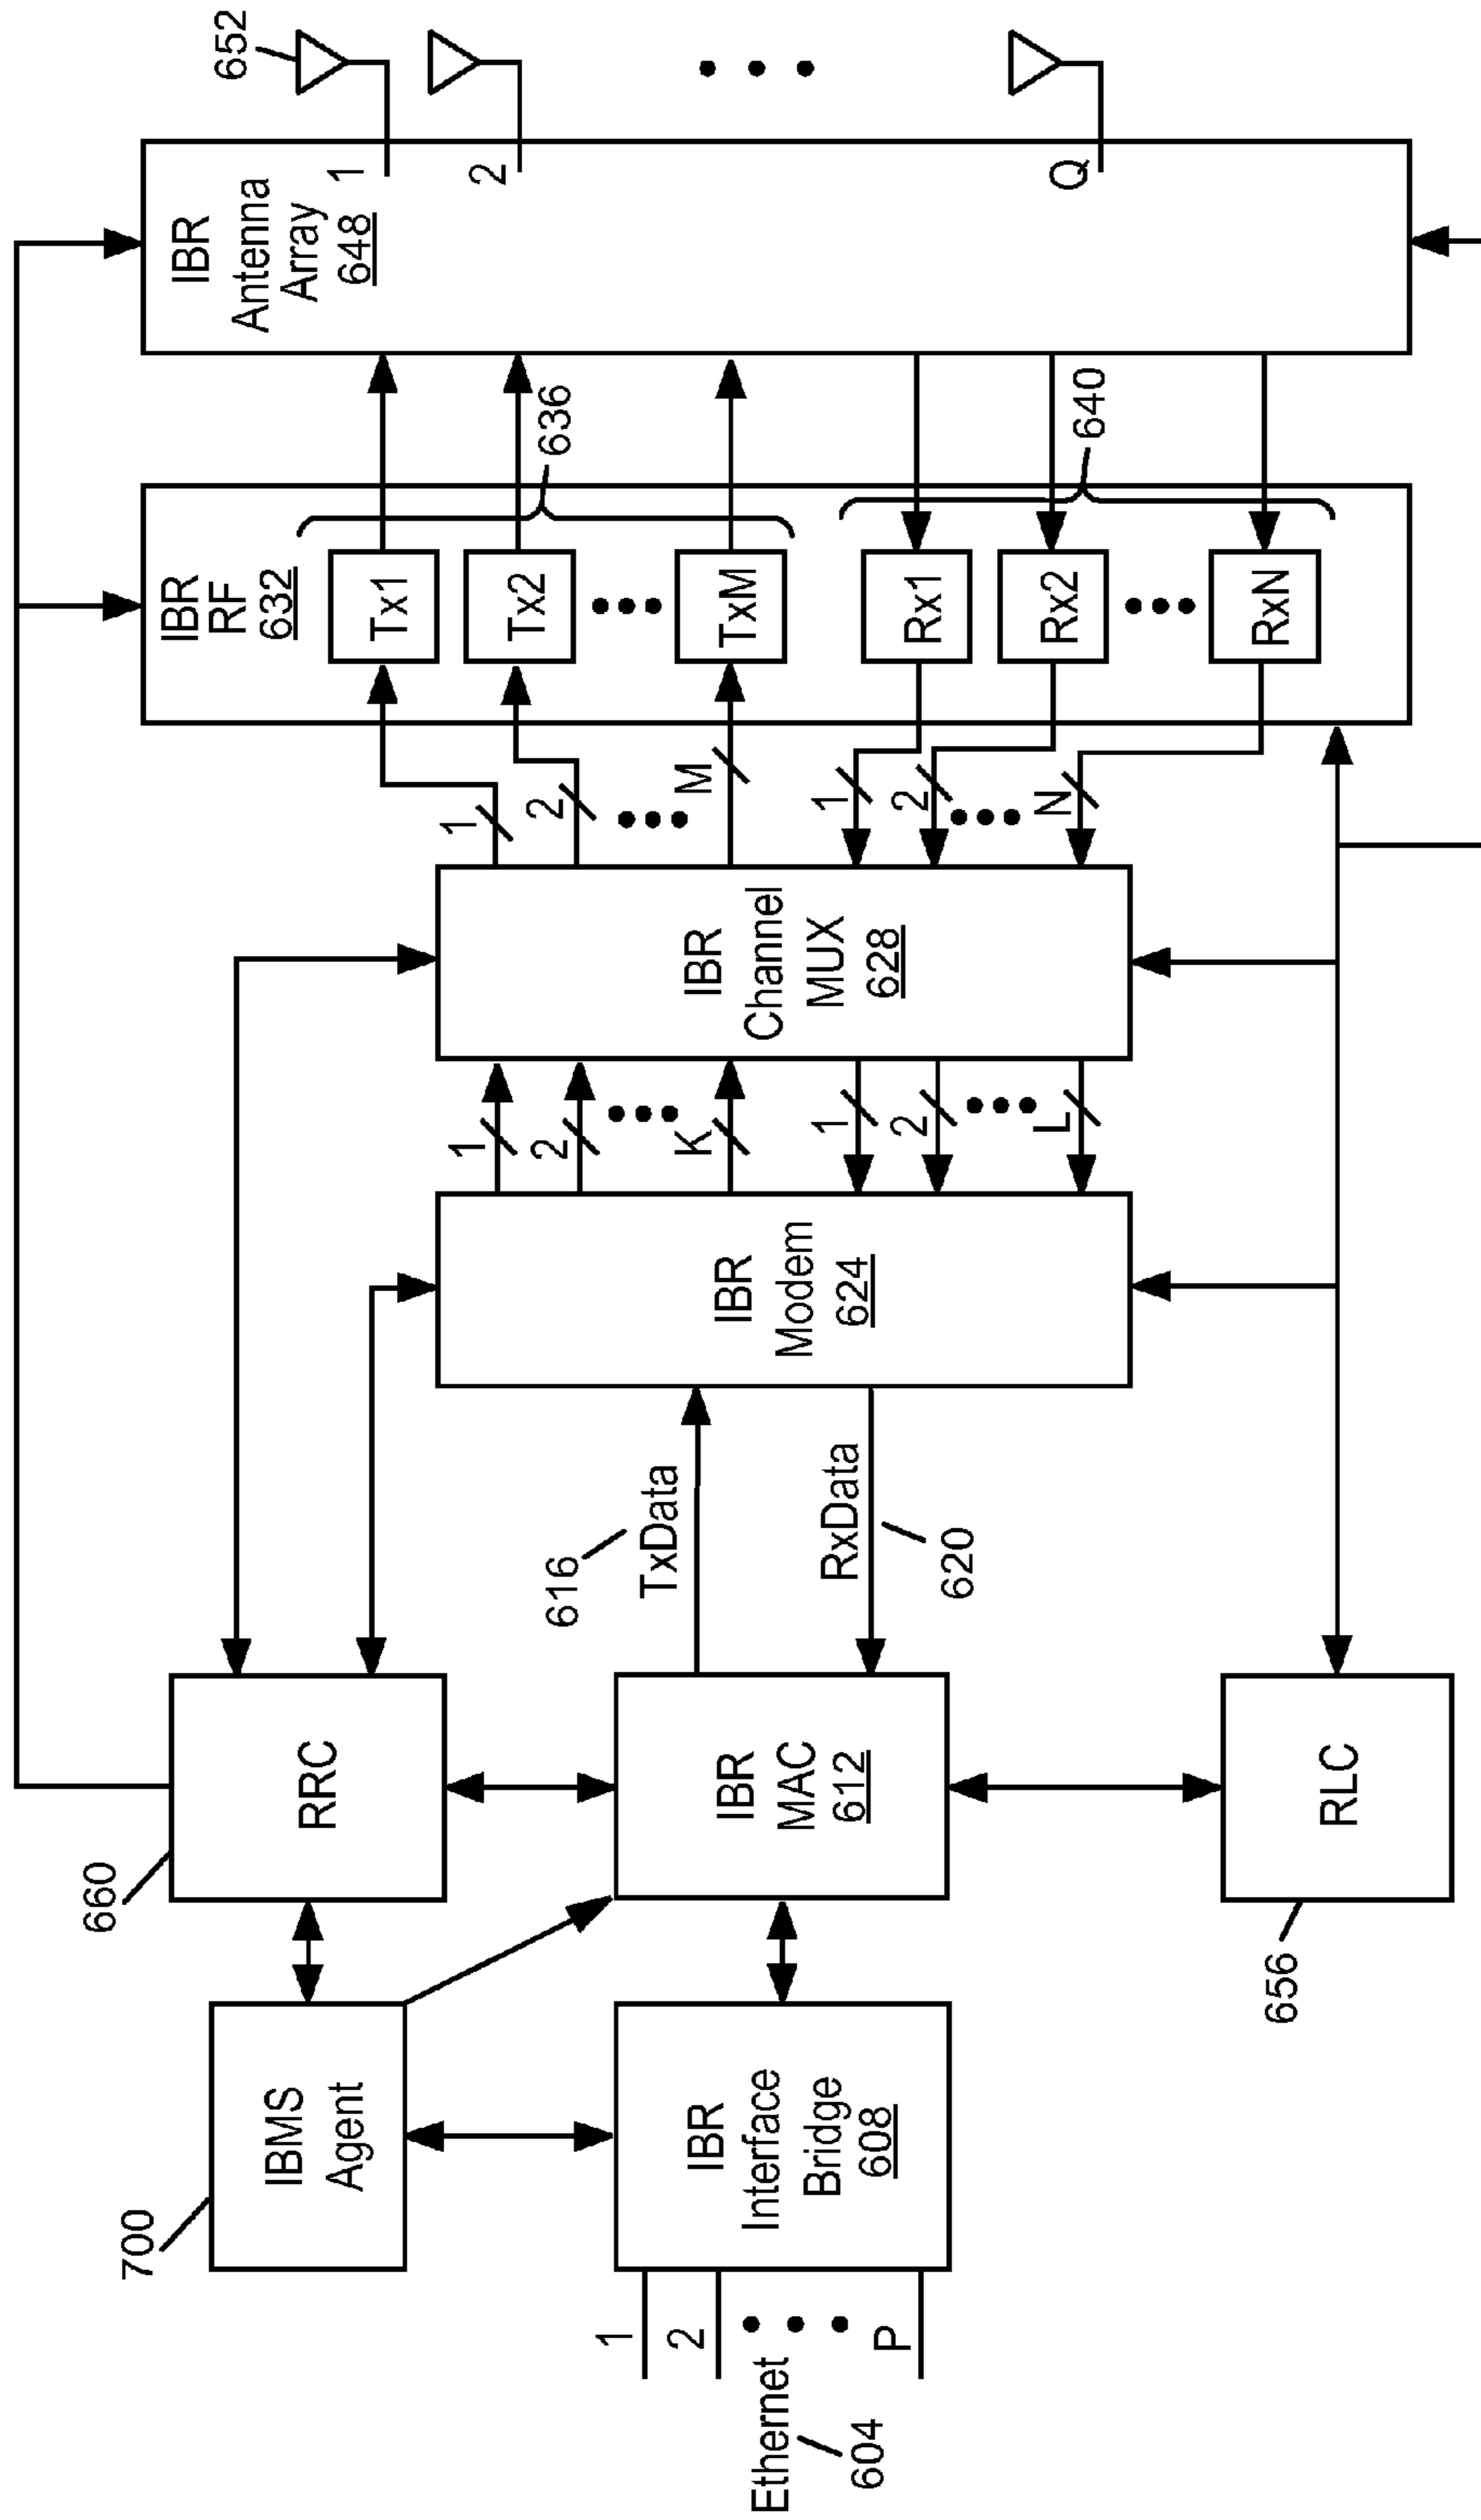 652
IBR
Antenna
Array
648
1
2
Q
IBR
RF
632
Tx1
Tx2
TxM
636
Rx1
Rx2
RxN
640
1
2
M
1
2
N
IBR
Channel
MUX
628
1
2
K
1
2
L
IBR
Modem
624
616
TxData
RxData
620
660
RRC
IBR
MAC
612
RLC
656
700
IBMS
Agent
IBR
Interface
Bridge
608
1
2
P
Ethernet
604